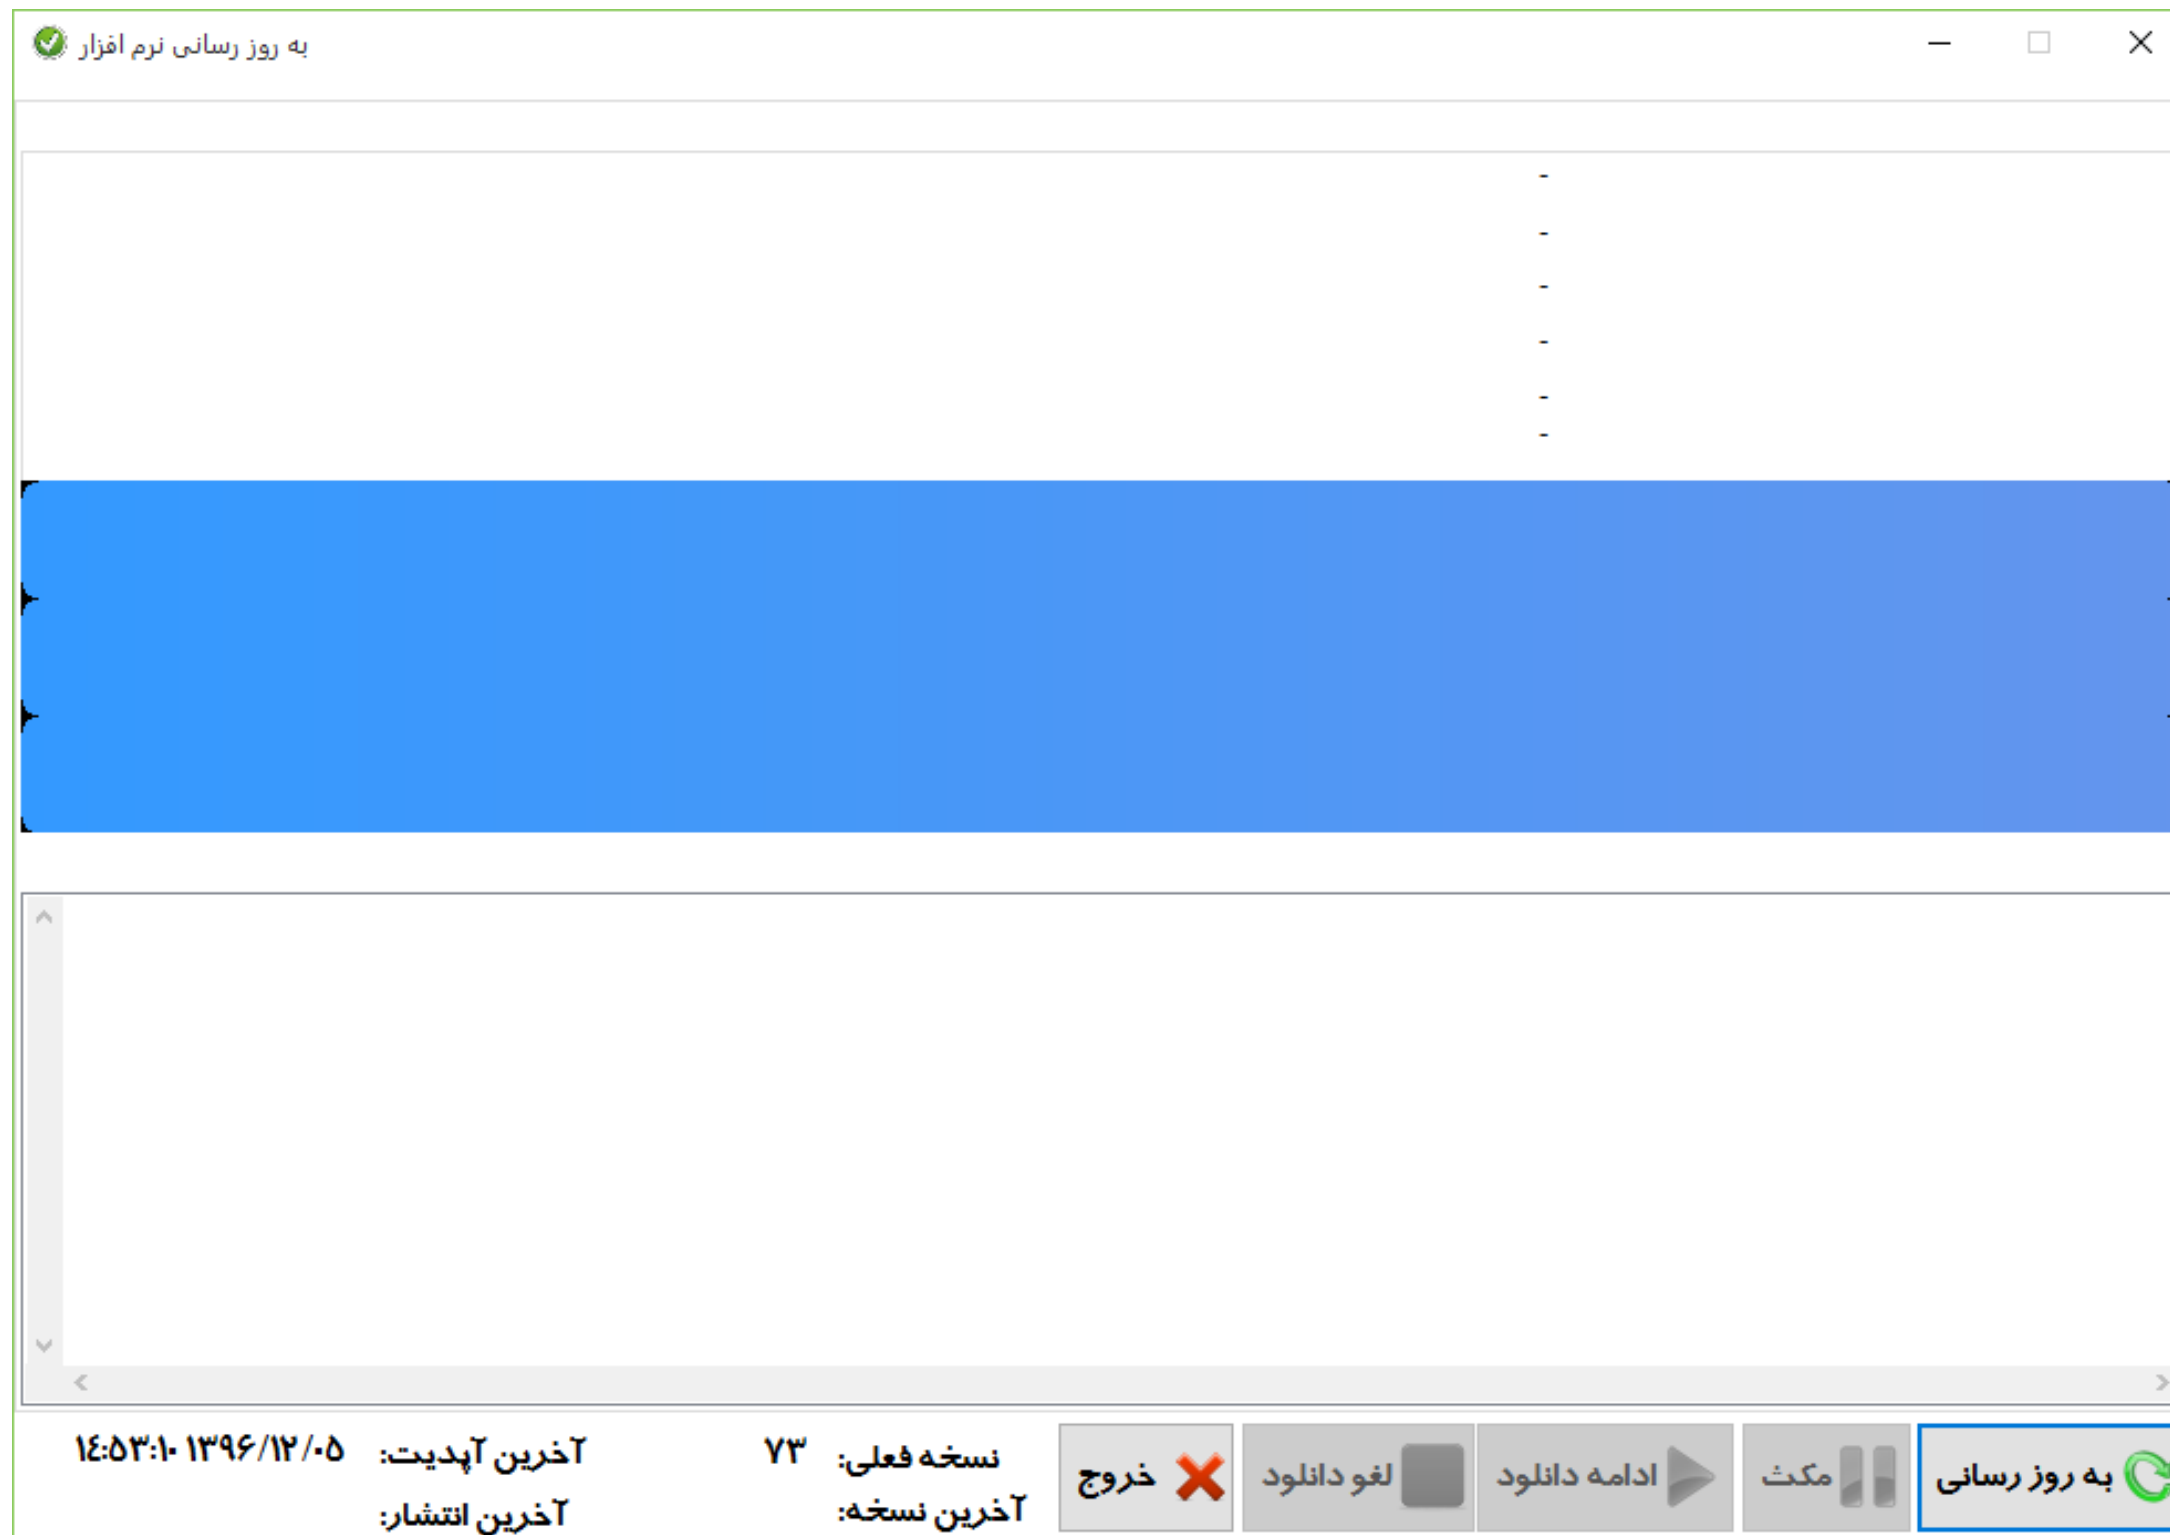 به روز رسانی نرم افزار
-
-
-
-
-
-
به روز رسانی
مکث
ادامه دانلود
لغو دانلود
خروج
نسخه فعلی: ۷۳
آخرین نسخه:
آخرین آپدیت: ۱۳۹۶/۱۲/۰۵ ۱۴:۵۳:۱۰
آخرین انتشار: